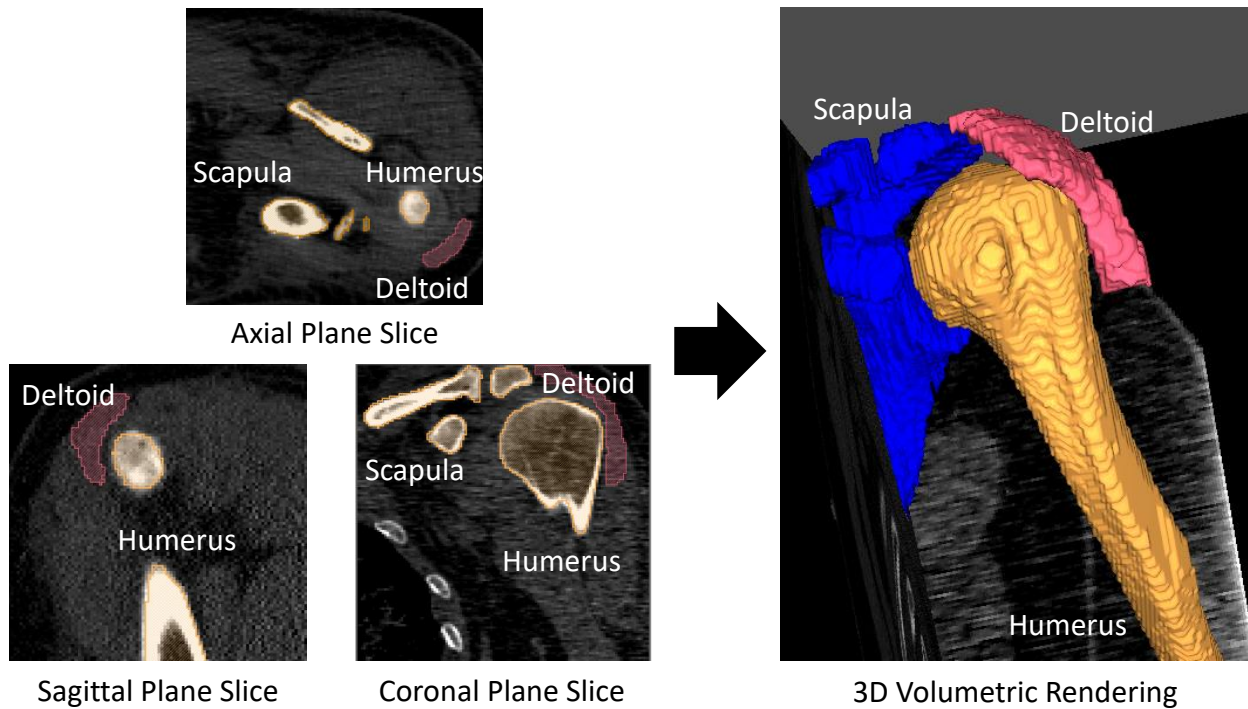 Scapula
Humerus
Deltoid
Axial Plane Slice
Deltoid
Humerus
Sagittal Plane Slice
Deltoid
Scapula
Humerus
Coronal Plane Slice
Scapula
Deltoid
Humerus
3D Volumetric Rendering